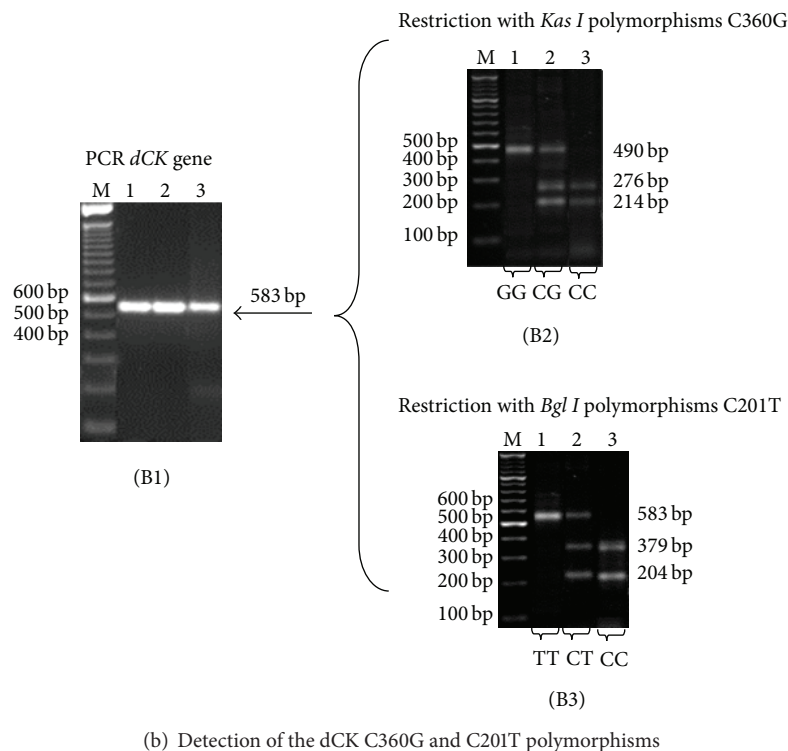 Restriction with Kas I polymorphisms C360G
M 1 2 3
500 bp
400 bp
300 bp
200 bp
100 bp
490 bp
276 bp
214 bp
GG CG CC
(B2)
PCR dCK gene
M 1 2 3
600 bp
500 bp
400 bp
583 bp
(B1)
Restriction with Bgl I polymorphisms C201T
M 1 2 3
600 bp
500 bp
400 bp
300 bp
200 bp
100 bp
583 bp
379 bp
204 bp
TT CT CC
(B3)
(b) Detection of the dCK C360G and C201T polymorphisms